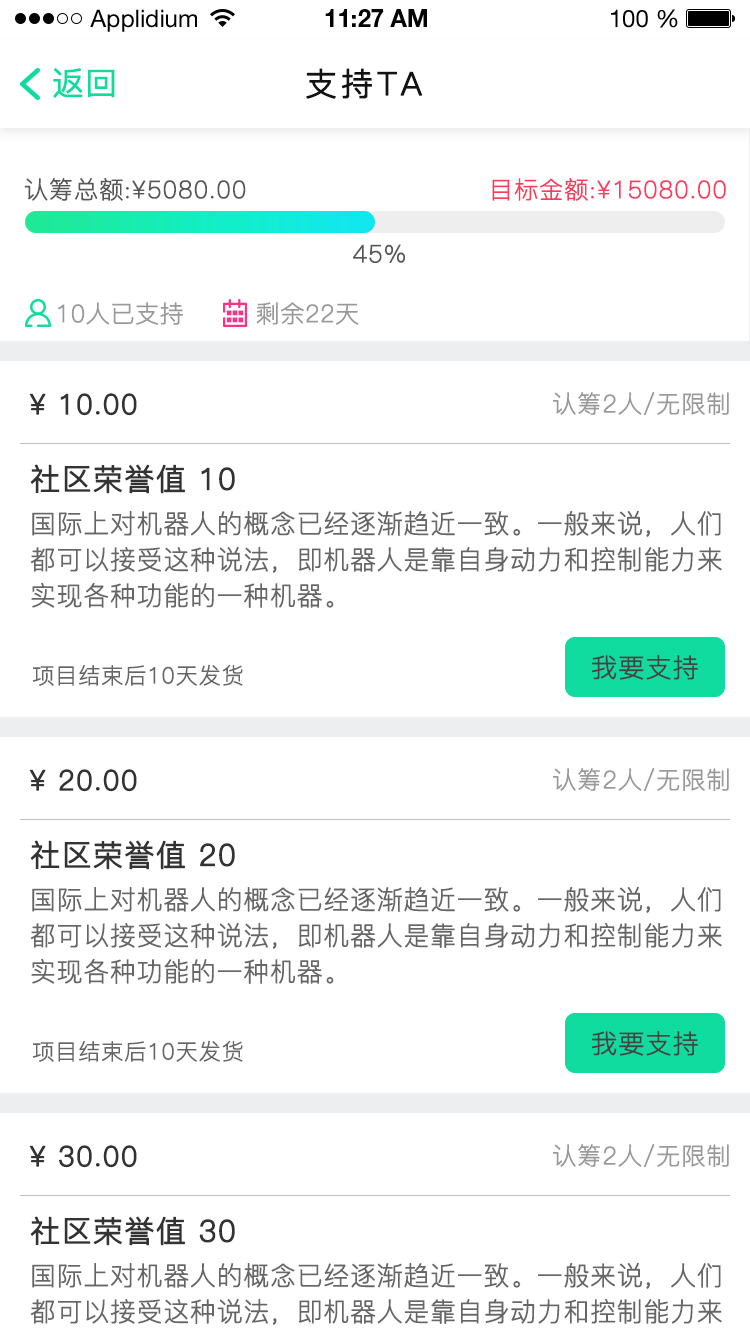 Applidium 11:27 AM 100 %
返回 支持TA
认筹总额:¥5080.00 目标金额:¥15080.00
45%
10人已支持 剩余22天
¥ 10.00 认筹2人/无限制
社区荣誉值 10
国际上对机器人的概念已经逐渐趋近一致。一般来说，人们
都可以接受这种说法，即机器人是靠自身动力和控制能力来
实现各种功能的一种机器。
项目结束后10天发货 我要支持
¥ 20.00 认筹2人/无限制
社区荣誉值 20
国际上对机器人的概念已经逐渐趋近一致。一般来说，人们
都可以接受这种说法，即机器人是靠自身动力和控制能力来
实现各种功能的一种机器。
项目结束后10天发货 我要支持
¥ 30.00 认筹2人/无限制
社区荣誉值 30
国际上对机器人的概念已经逐渐趋近一致。一般来说，人们
都可以接受这种说法，即机器人是靠自身动力和控制能力来